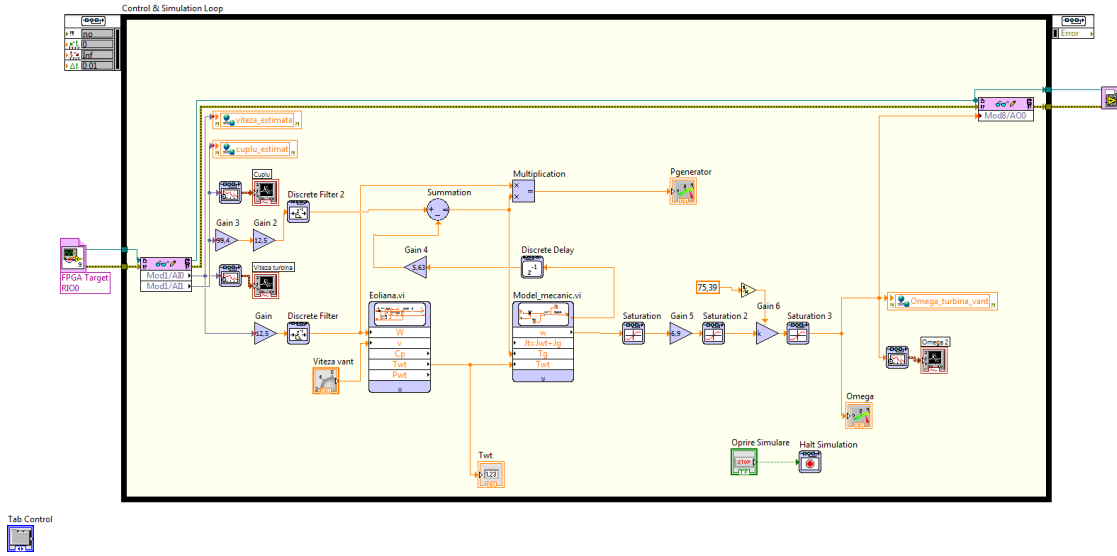 Control & Simulation Loop
no
0
Inf
0.01
Error
viteza_estimata
cuplu_estimat
Mod8/AO0
Cuplu
Discrete Filter 2
Summation
Multiplication
Pgenerator
Gain 3
Gain 2
99,4
12,5
FPGA Target
RIO0
Mod1/AI0
Mod1/AI1
Viteza turbina
Gain 4
5,63
Discrete Delay
Eoliana.vi
Model_mecanic.vi
75,39
Omega_turbina_vant
Gain
Discrete Filter
12,5
W
v
Cp
Twt
Pwt
w
Jt=Jwt+Jg
Tg
Twt
Saturation
Gain 5
6,9
Saturation 2
Gain 6
k
Saturation 3
Omega 2
Viteza vant
Omega
Oprire Simulare
Halt Simulation
STOP
Twt
1.23
Tab Control